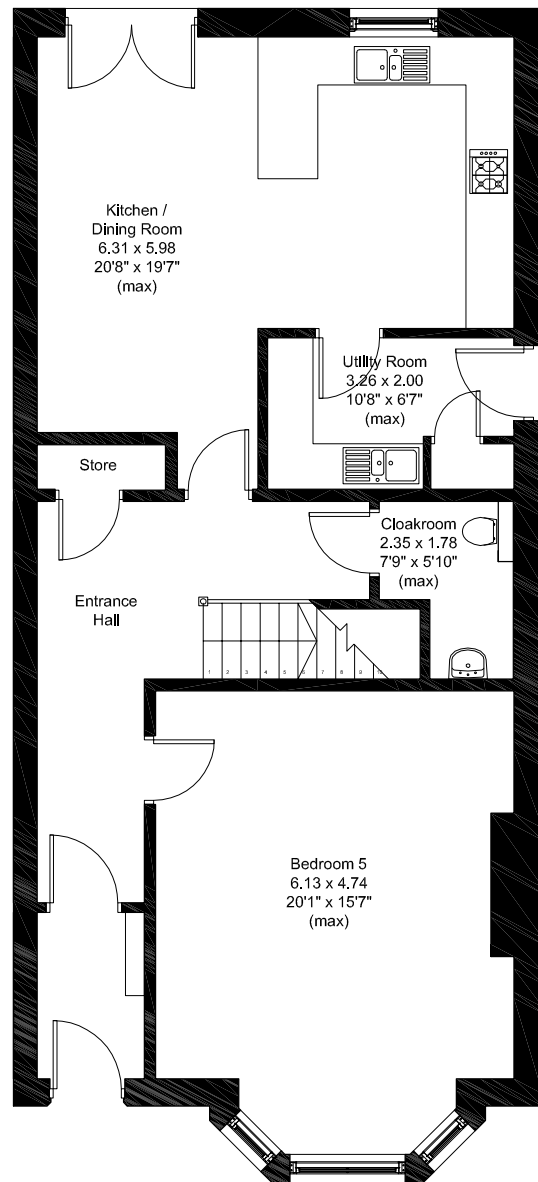 Kitchen /
Dining Room
6.31 x 5.98
20'8" x 19'7"
(max)
Utility Room
3.26 x 2.00
10'8" x 6'7"
(max)
Store
Cloakroom
2.35 x 1.78
7'9" x 5'10"
(max)
Entrance
Hall
1 2 3 4 5 6 7 8 9 10
Bedroom 5
6.13 x 4.74
20'1" x 15'7"
(max)